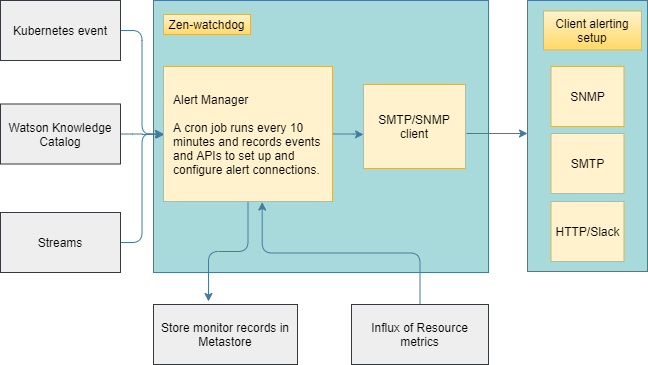 Kubernetes event
Zen-watchdog
Client alerting
setup
Alert Manager
A cron job runs every 10
minutes and records events
and APIs to set up and
configure alert connections.
SMTP/SNMP
client
SNMP
Watson Knowledge
Catalog
SMTP
Streams
HTTP/Slack
Store monitor records in
Metastore
Influx of Resource
metrics